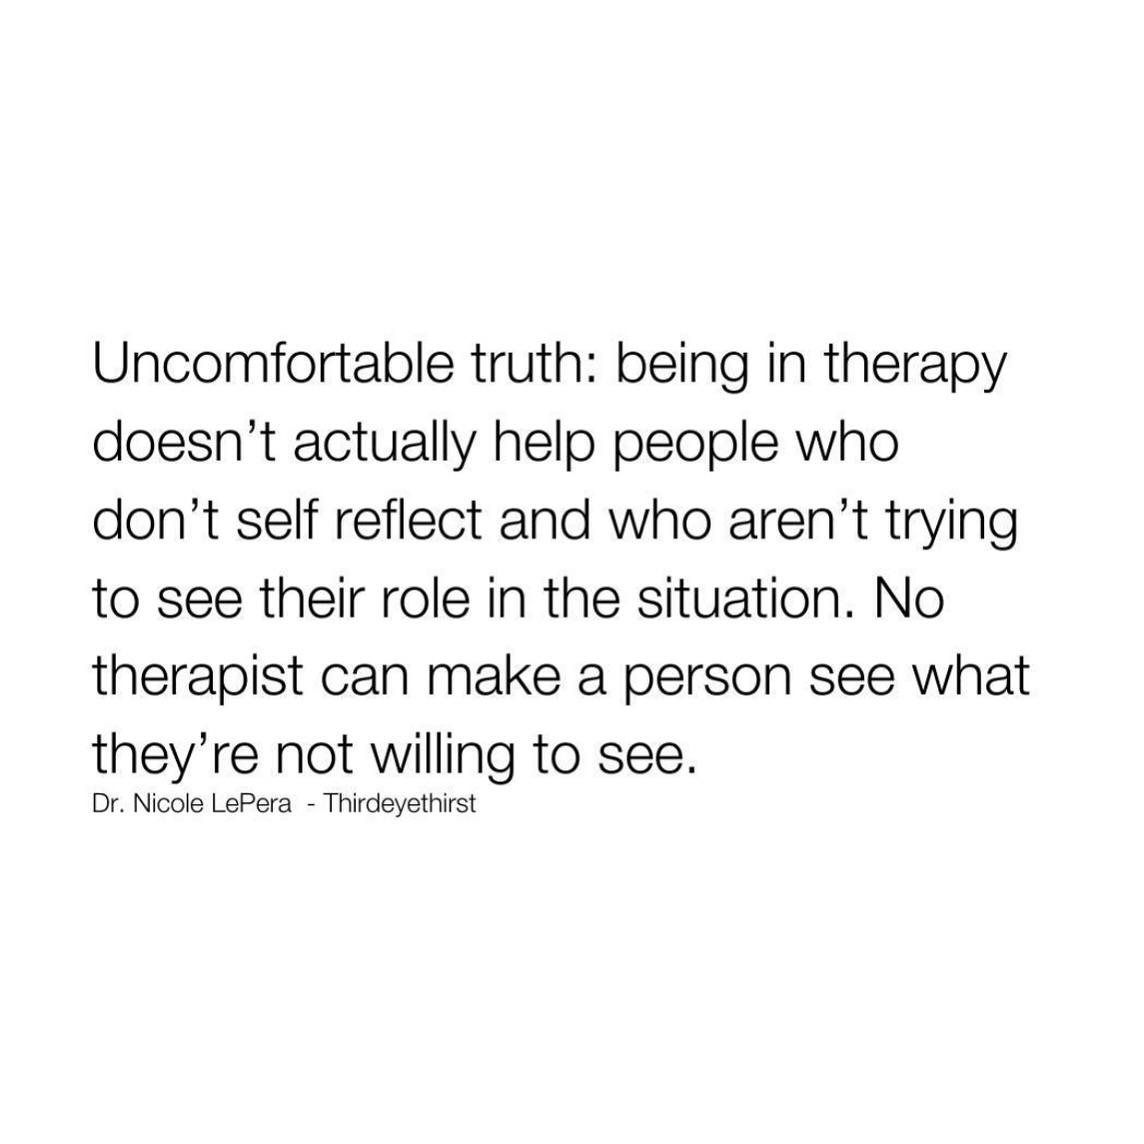 Uncomfortable truth: being in therapy
doesn’t actually help people who
don’t self reflect and who aren’t trying
to see their role in the situation. No
therapist can make a person see what
they’re not willing to see.
Dr. Nicole LePera  - Thirdeyethirst